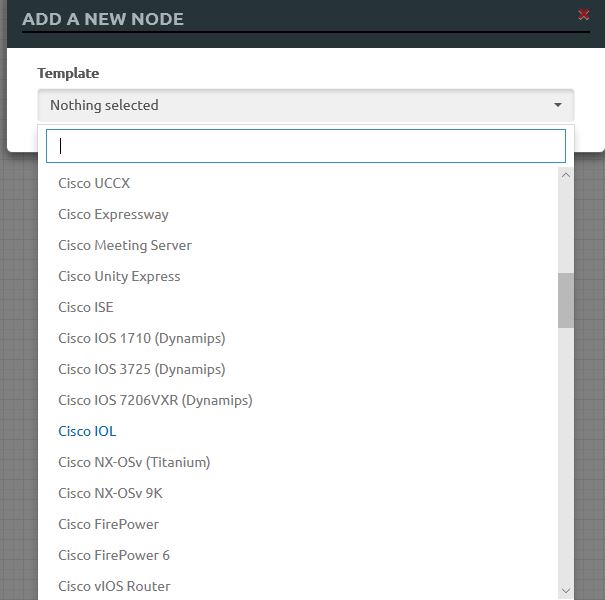 ADD A NEW NODE
Template
Nothing selected
Cisco UCCX
Cisco Expressway
Cisco Meeting Server
Cisco Unity Express
Cisco ISE
Cisco IOS 1710 (Dynamips)
Cisco IOS 3725 (Dynamips)
Cisco IOS 7206VXR (Dynamips)
Cisco IOL
Cisco NX-OSv (Titanium)
Cisco NX-OSv 9K
Cisco FirePower
Cisco FirePower 6
Cisco vIOS Router